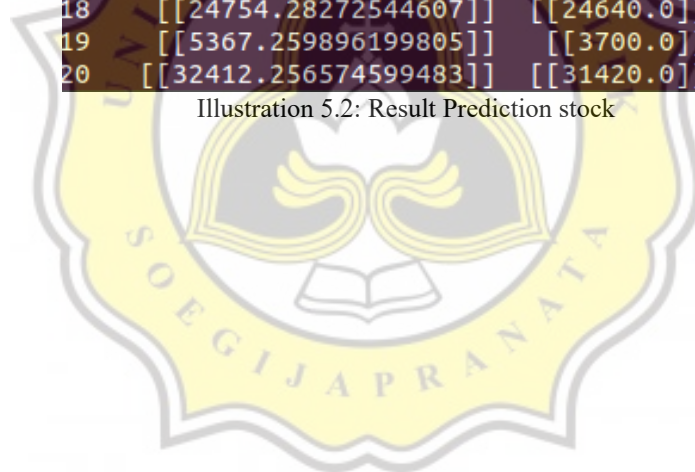 18 [[24754.28272544607]] [[24640.0]
19 [[5367.259896199805]] [[3700.0]
20 [[32412.256574599483]] [[31420.0]
Illustration 5.2: Result Prediction stock
SOEGIJAPRANATA